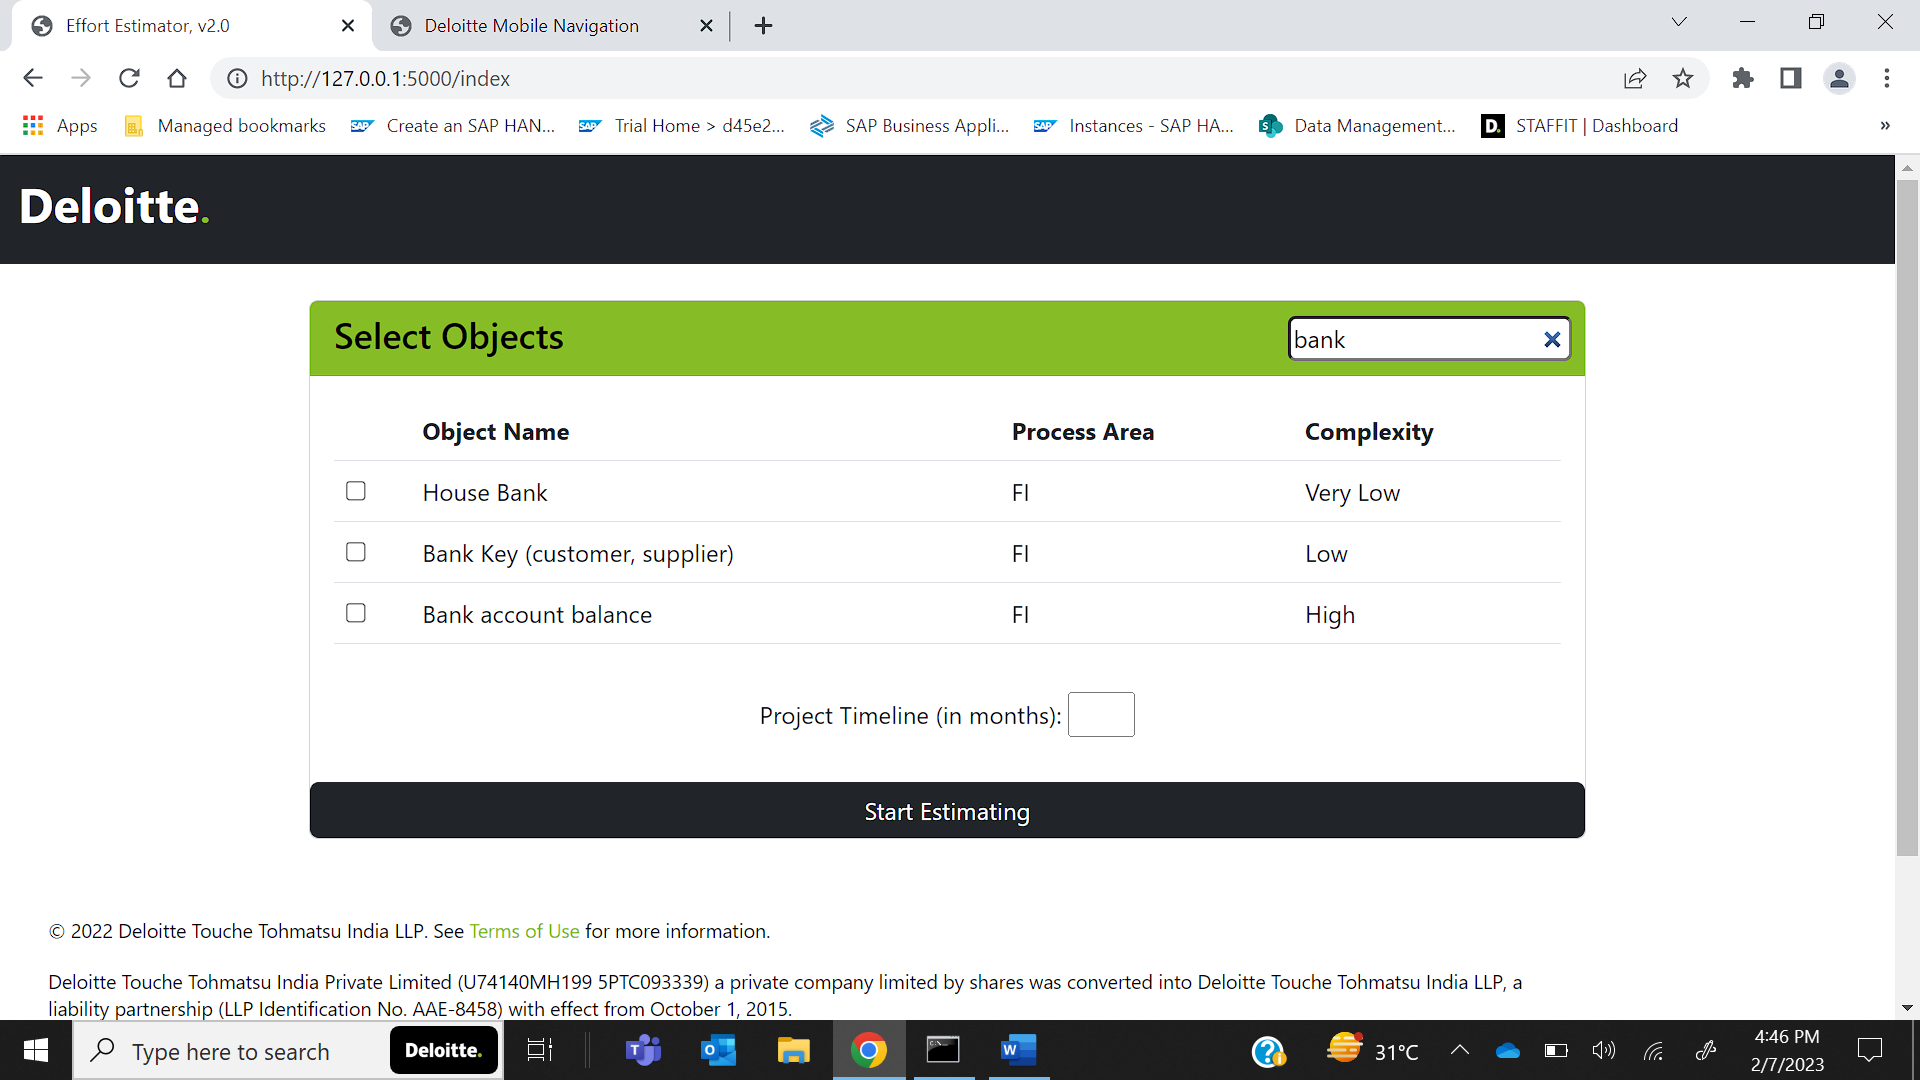 Effort Estimator, v2.0
Deloitte Mobile Navigation
http://127.0.0.1:5000/index
Apps
Managed bookmarks
Create an SAP HAN...
Trial Home > d45e2...
SAP Business Appli...
Instances - SAP HA...
Data Management...
STAFFIT | Dashboard
»
Deloitte.
Select Objects
bank
Object Name Process Area Complexity
House Bank FI Very Low
Bank Key (customer, supplier) FI Low
Bank account balance FI High
Project Timeline (in months):
Start Estimating
© 2022 Deloitte Touche Tohmatsu India LLP. See Terms of Use for more information.
Deloitte Touche Tohmatsu India Private Limited (U74140MH199 5PTC093339) a private company limited by shares was converted into Deloitte Touche Tohmatsu India LLP, a
liability partnership (LLP Identification No. AAE-8458) with effect from October 1, 2015.
Type here to search
Deloitte.
31°C
4:46 PM
2/7/2023